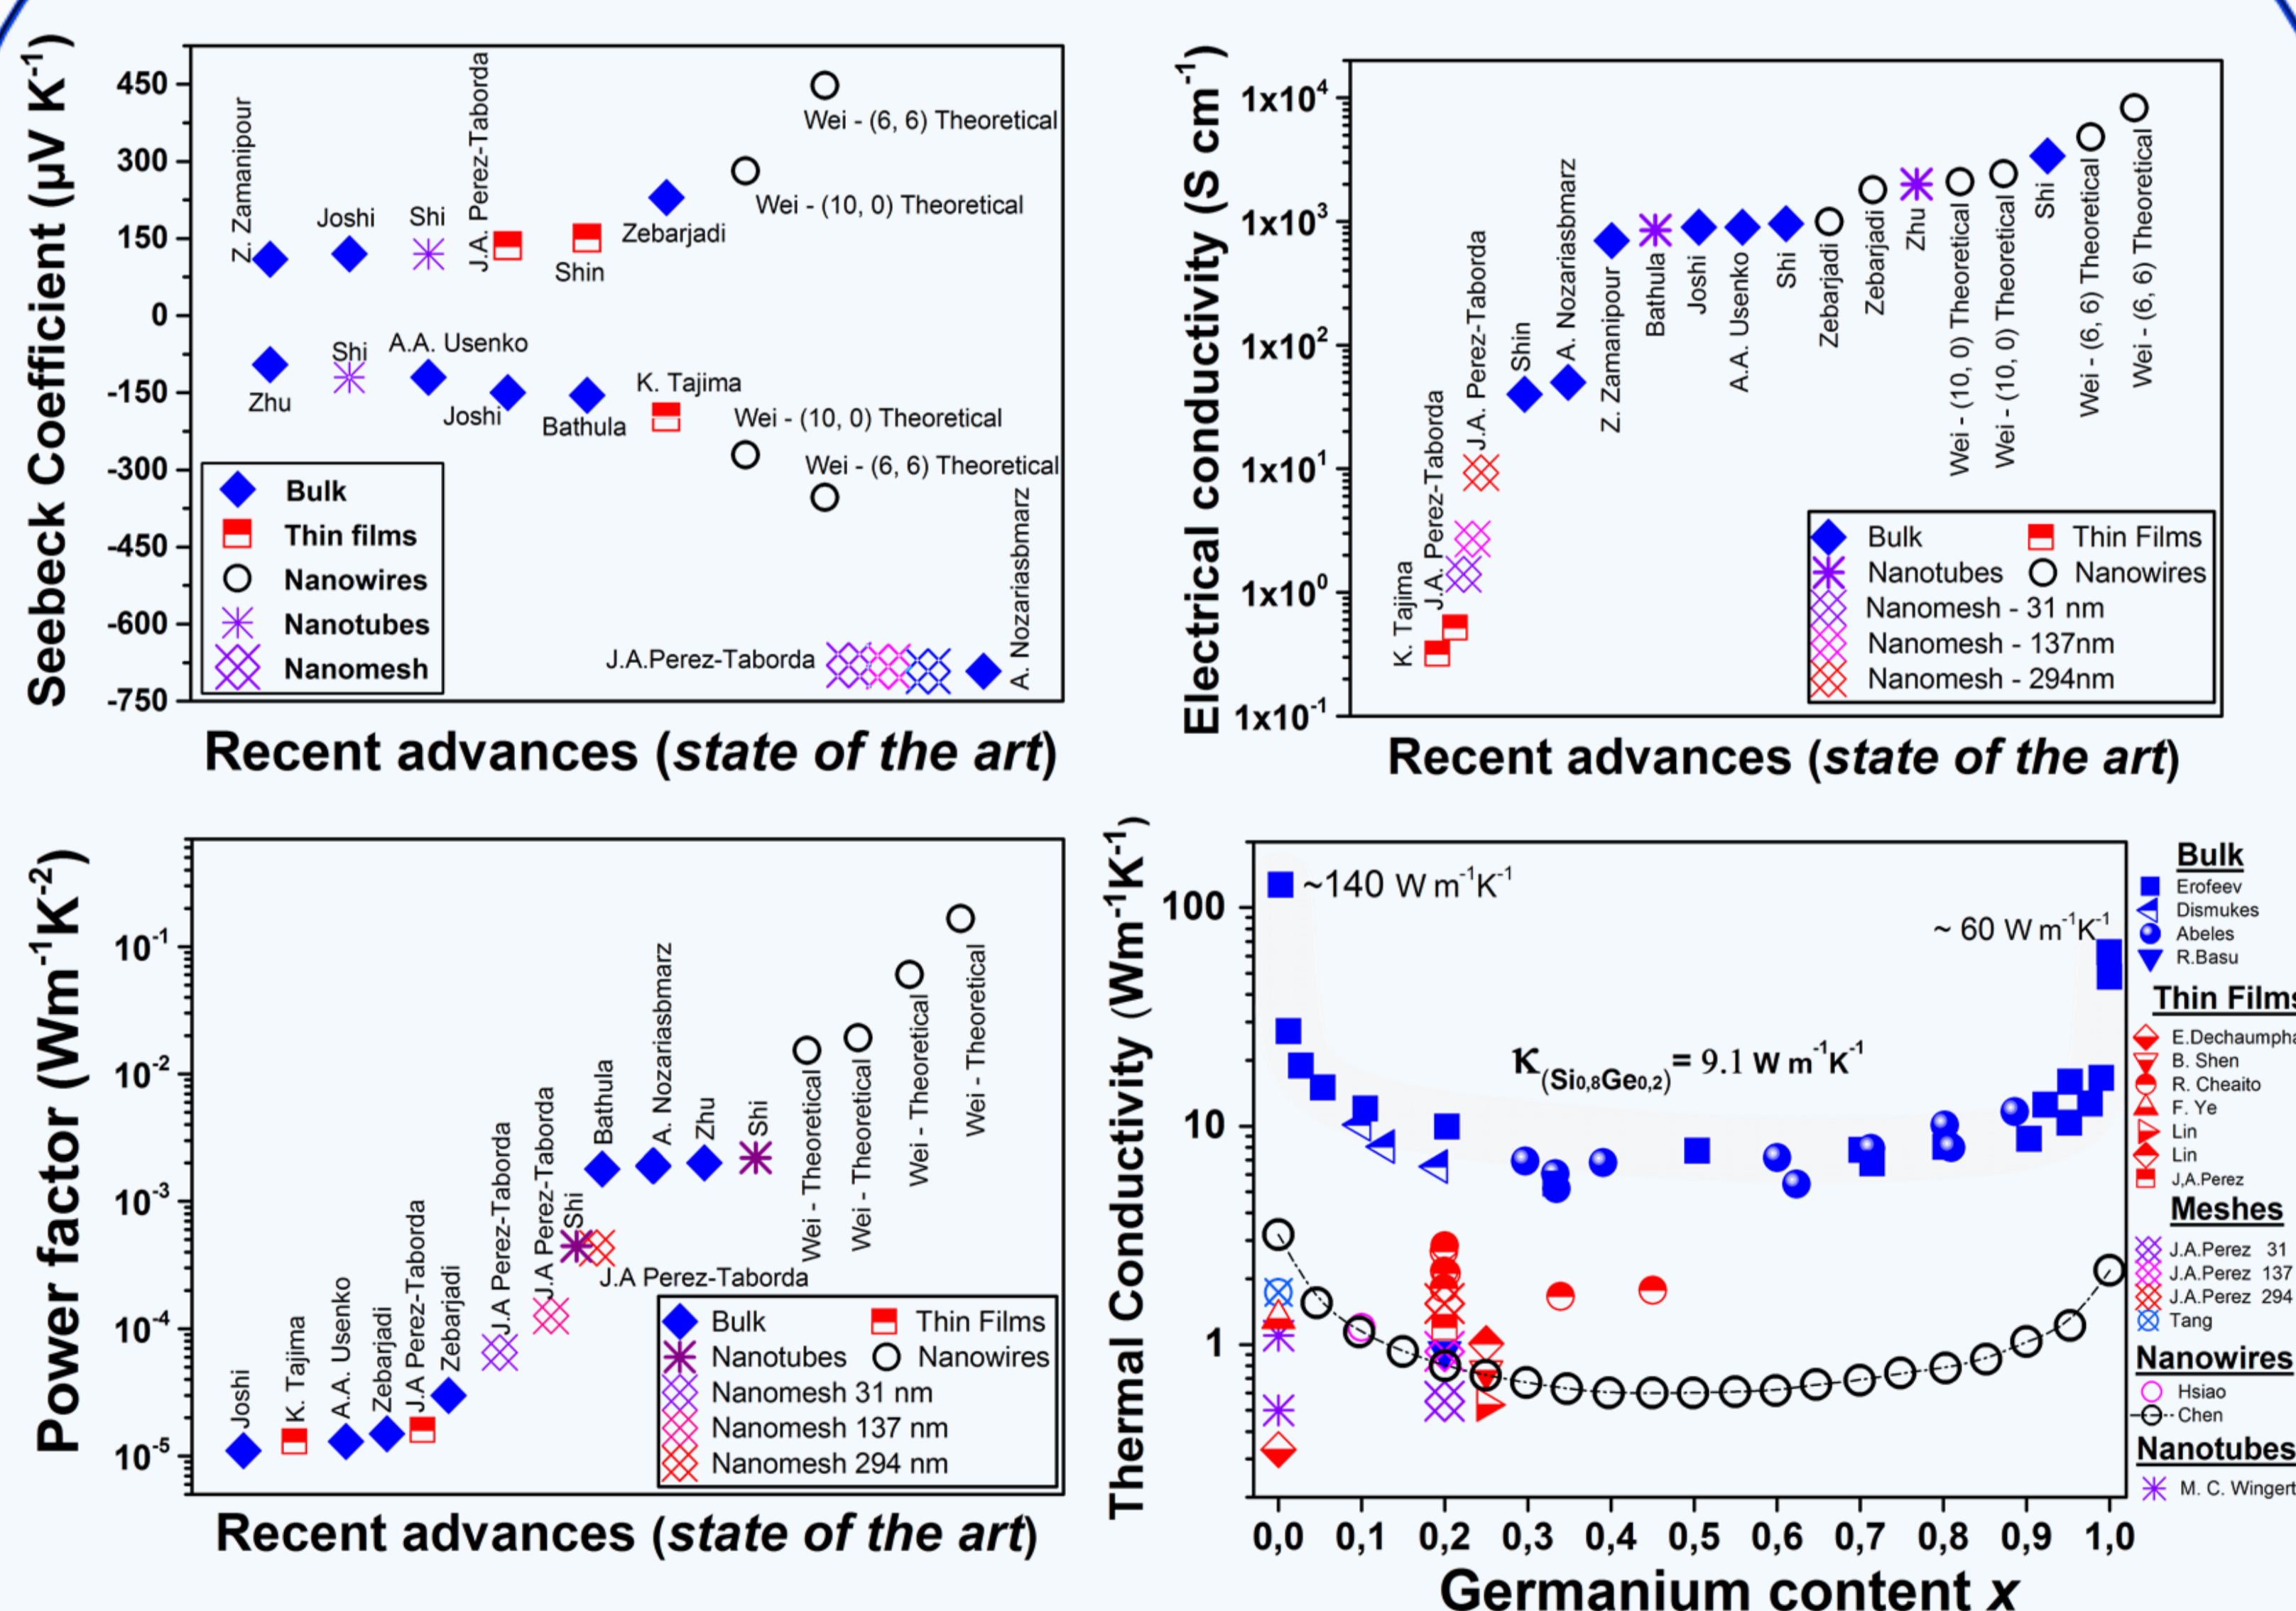 Seebeck Coefficient (µV K-1)
450
300
150
0
-150
-300
-450
-600
-750
Z. Zamanipour
Joshi
Shi
J.A. Perez-Taborda
Shin
Zebarjadi
Wei - (6, 6) Theoretical
Wei - (10, 0) Theoretical
Zhu
Shi
A.A. Usenko
Joshi
Bathula
K. Tajima
Wei - (10, 0) Theoretical
Wei - (6, 6) Theoretical
J.A.Perez-Taborda
A. Nozariasbmarz
Bulk
Thin films
Nanowires
Nanotubes
Nanomesh
Recent advances (state of the art)
Electrical conductivity (S cm-1)
1x10^4
1x10^3
1x10^2
1x10^1
1x10^0
1x10^-1
K. Tajima
J.A. Perez-Taborda
J.A. Perez-Taborda
Shin
A. Nozariasbmarz
Z. Zamanipour
Bathula
Joshi
A.A. Usenko
Shi
Zebarjadi
Zebarjadi
Zhu
Wei - (10, 0) Theoretical
Wei - (10, 0) Theoretical
Shi
Wei - (6, 6) Theoretical
Wei - (6, 6) Theoretical
Bulk Thin Films
Nanotubes Nanowires
Nanomesh - 31 nm
Nanomesh - 137nm
Nanomesh - 294nm
Recent advances (state of the art)
Power factor (Wm-1K-2)
10^-1
10^-2
10^-3
10^-4
10^-5
Joshi
K. Tajima
A.A. Usenko
Zebarjadi
J.A Perez-Taborda
Zebarjadi
J.A Perez-Taborda
J.A Perez-Taborda
Shi
J.A Perez-Taborda
Bathula
A. Nozariasbmarz
Zhu
Shi
Wei - Theoretical
Wei - Theoretical
Wei - Theoretical
Wei - Theoretical
Bulk Thin Films
Nanotubes Nanowires
Nanomesh 31 nm
Nanomesh 137 nm
Nanomesh 294 nm
Recent advances (state of the art)
Thermal Conductivity (Wm-1K-1)
100
10
1
~140 W m-1K-1
~ 60 W m-1K-1
κ(Si0,8Ge0,2)= 9.1 W m-1K-1
0,0 0,1 0,2 0,3 0,4 0,5 0,6 0,7 0,8 0,9 1,0
Germanium content x
Bulk
Erofeev
Dismukes
Abeles
R.Basu
Thin Films
E.Dechaumpha
B. Shen
R. Cheaito
F. Ye
Lin
Lin
J,A.Perez
Meshes
J.A.Perez 31
J.A.Perez 137
J.A.Perez 294
Tang
Nanowires
Hsiao
Chen
Nanotubes
M. C. Wingert